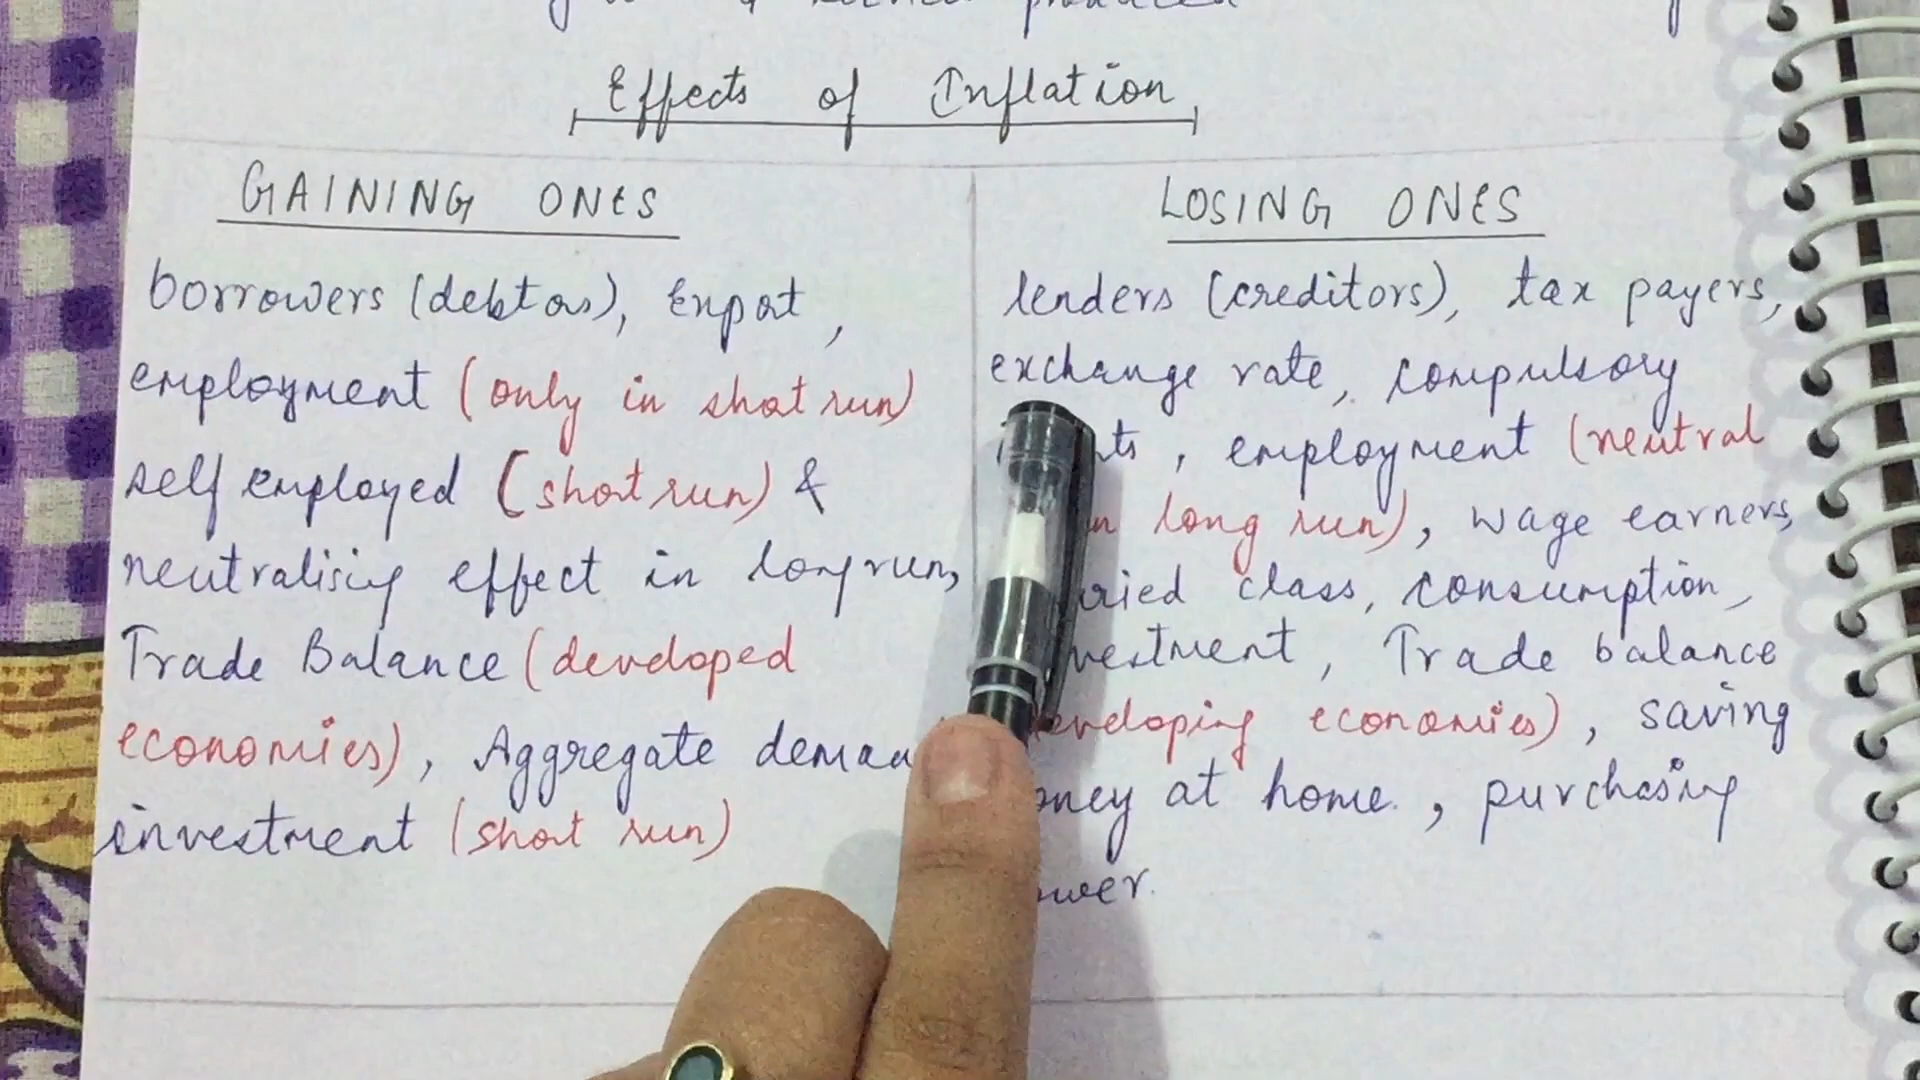 produced
Effects of Inflation
GAINING ONES
borrowers (debtors), Export,
employment (only in short run)
self employed (short run) &
neutralising effect in long run,
Trade Balance (developed
economies), Aggregate
investment (short run)
LOSING ONES
lenders (creditors), tax payers,
exchange rate, compulsory
, employment (neutral
long run), wage earners,
class, consumption,
, Trade balance
economies), saving
at home, purchasing